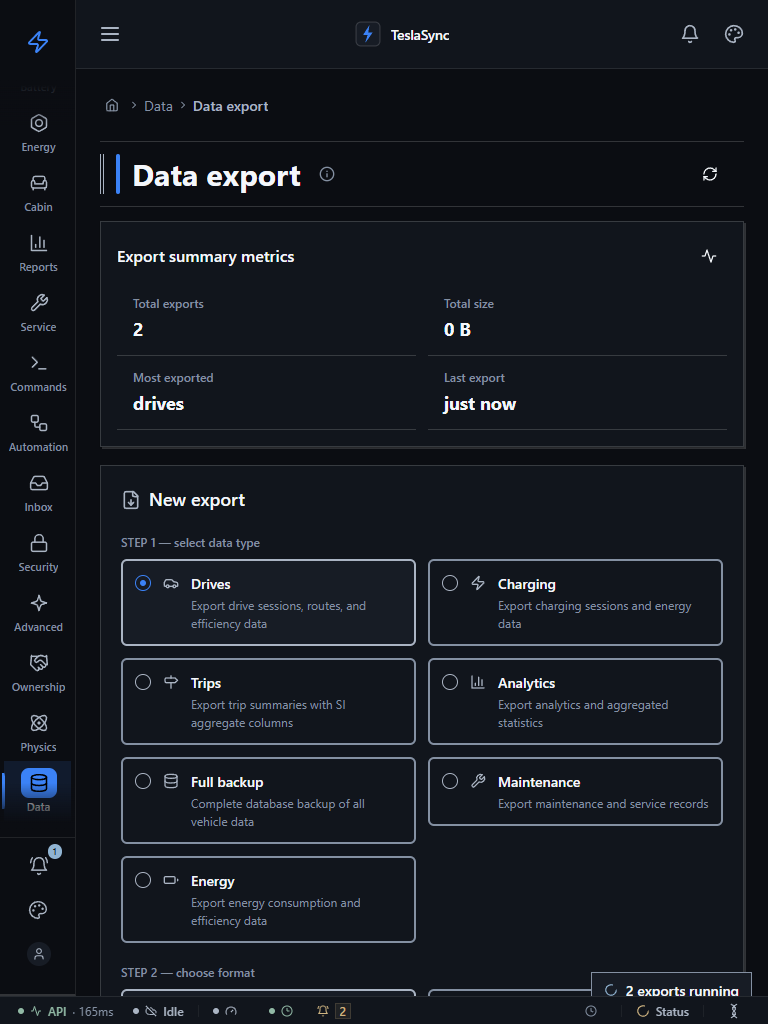 TeslaSync
Energy
Cabin
Reports
Service
Commands
Automation
Inbox
Security
Advanced
Ownership
Physics
Data
1
Data
Data export
Data export
Export summary metrics
Total exports
2
Total size
0 B
Most exported
drives
Last export
just now
New export
STEP 1 — select data type
Drives
Export drive sessions, routes, and
efficiency data
Charging
Export charging sessions and energy
data
Trips
Export trip summaries with SI
aggregate columns
Analytics
Export analytics and aggregated
statistics
Full backup
Complete database backup of all
vehicle data
Maintenance
Export maintenance and service records
Energy
Export energy consumption and
efficiency data
STEP 2 — choose format
2 exports running
API · 165ms
Idle
2
Status